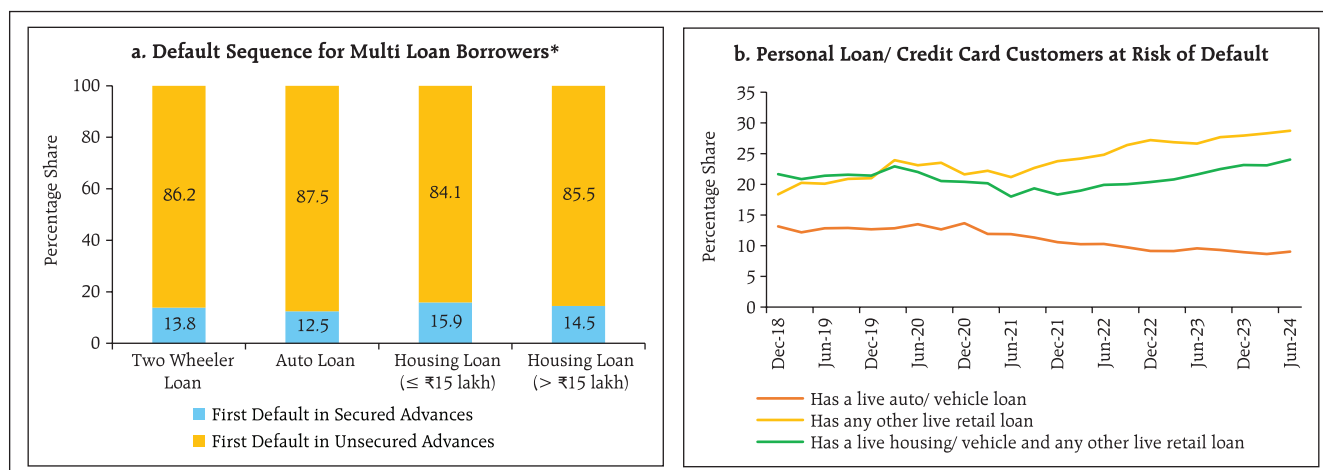 a. Default Sequence for Multi Loan Borrowers*
Percentage Share
100
80
60
40
20
0
86.2
87.5
84.1
85.5
13.8
12.5
15.9
14.5
Two Wheeler
Loan
Auto Loan
Housing Loan
(≤ ₹15 lakh)
Housing Loan
(> ₹15 lakh)
First Default in Secured Advances
First Default in Unsecured Advances
b. Personal Loan/ Credit Card Customers at Risk of Default
Percentage Share
35
30
25
20
15
10
5
0
Dec-18
Jun-19
Dec-19
Jun-20
Dec-20
Jun-21
Dec-21
Jun-22
Dec-22
Jun-23
Dec-23
Jun-24
Has a live auto/ vehicle loan
Has any other live retail loan
Has a live housing/ vehicle and any other live retail loan